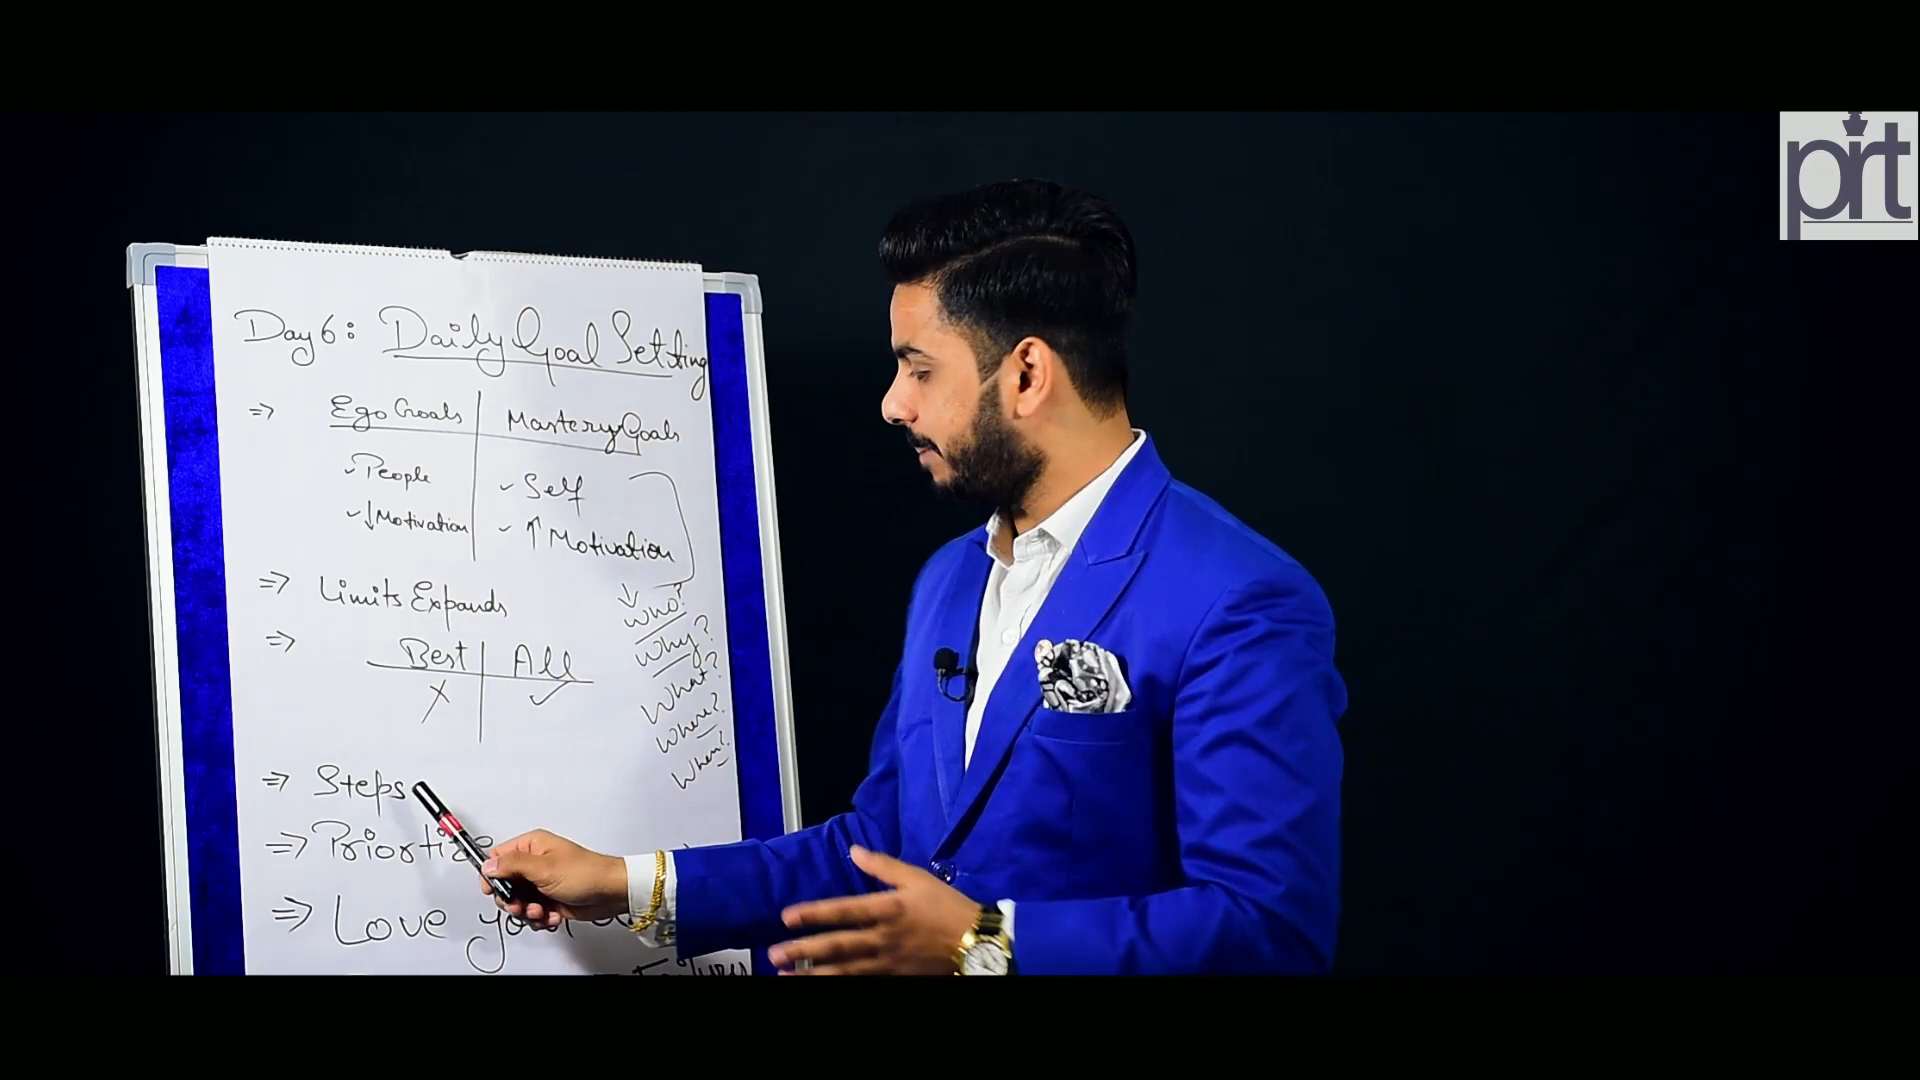 Day 6: Daily Goal Setting
⇒ Ego Goals Mastery Goals
✓ People ✓ Self
✓ ↓ Motivation ✓ ↑ Motivation
⇒ Limits Expands
↓ Who?
Why?
What?
Where?
When?
⇒ Best All
X ✓
⇒ Steps
⇒ Priortize
⇒ Love your
pirt